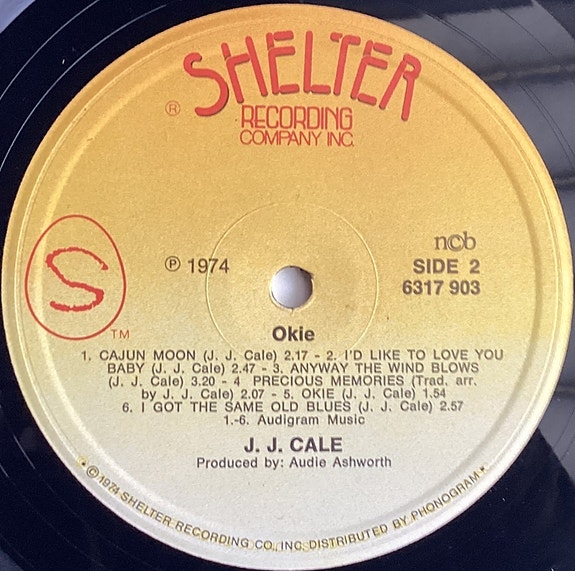 SHELTER
® RECORDING
COMPANY INC.
S
TM
℗ 1974
ncb
SIDE 2
6317 903
Okie
1. CAJUN MOON (J. J. Cale) 2.17 - 2. I'D LIKE TO LOVE YOU
BABY (J. J. Cale) 2.47 - 3. ANYWAY THE WIND BLOWS
(J. J. Cale) 3.20 - 4 PRECIOUS MEMORIES (Trad. arr.
by J. J. Cale) 2.07 - 5. OKIE (J. J. Cale) 1.54
6. I GOT THE SAME OLD BLUES (J. J. Cale) 2.57
1.-6. Audigram Music
J. J. CALE
Produced by: Audie Ashworth
• ©1974 SHELTER RECORDING CO., INC. DISTRIBUTED BY PHONOGRAM •